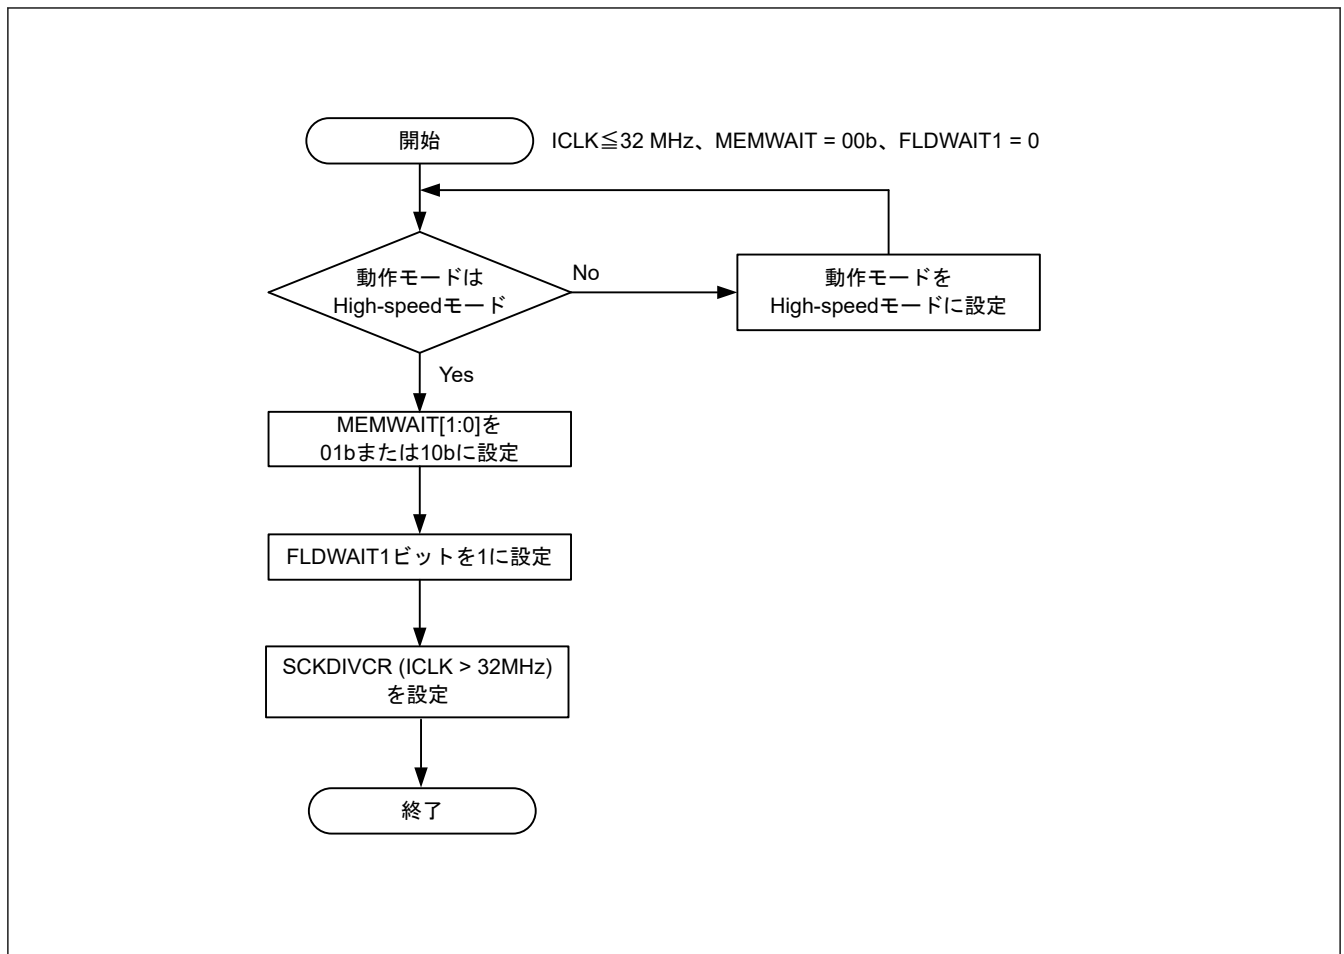 開始
ICLK≦32 MHz、MEMWAIT = 00b、FLDWAIT1 = 0
動作モードは
High-speedモード
No
動作モードを
High-speedモードに設定
Yes
MEMWAIT[1:0]を
01bまたは10bに設定
FLDWAIT1ビットを1に設定
SCKDIVCR (ICLK > 32MHz)
を設定
終了